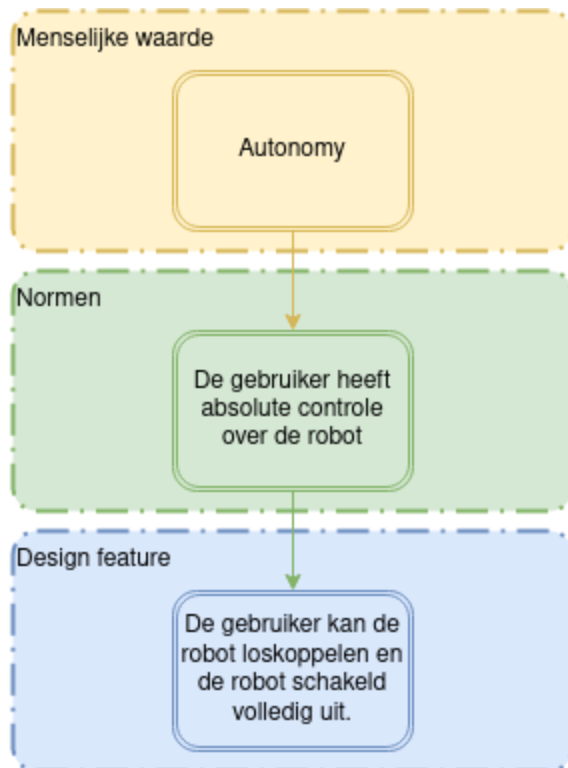 Menselijke waarde
Autonomy
Normen
De gebruiker heeft
absolute controle
over de robot
Design feature
De gebruiker kan de
robot loskoppelen en
de robot schakeld
volledig uit.